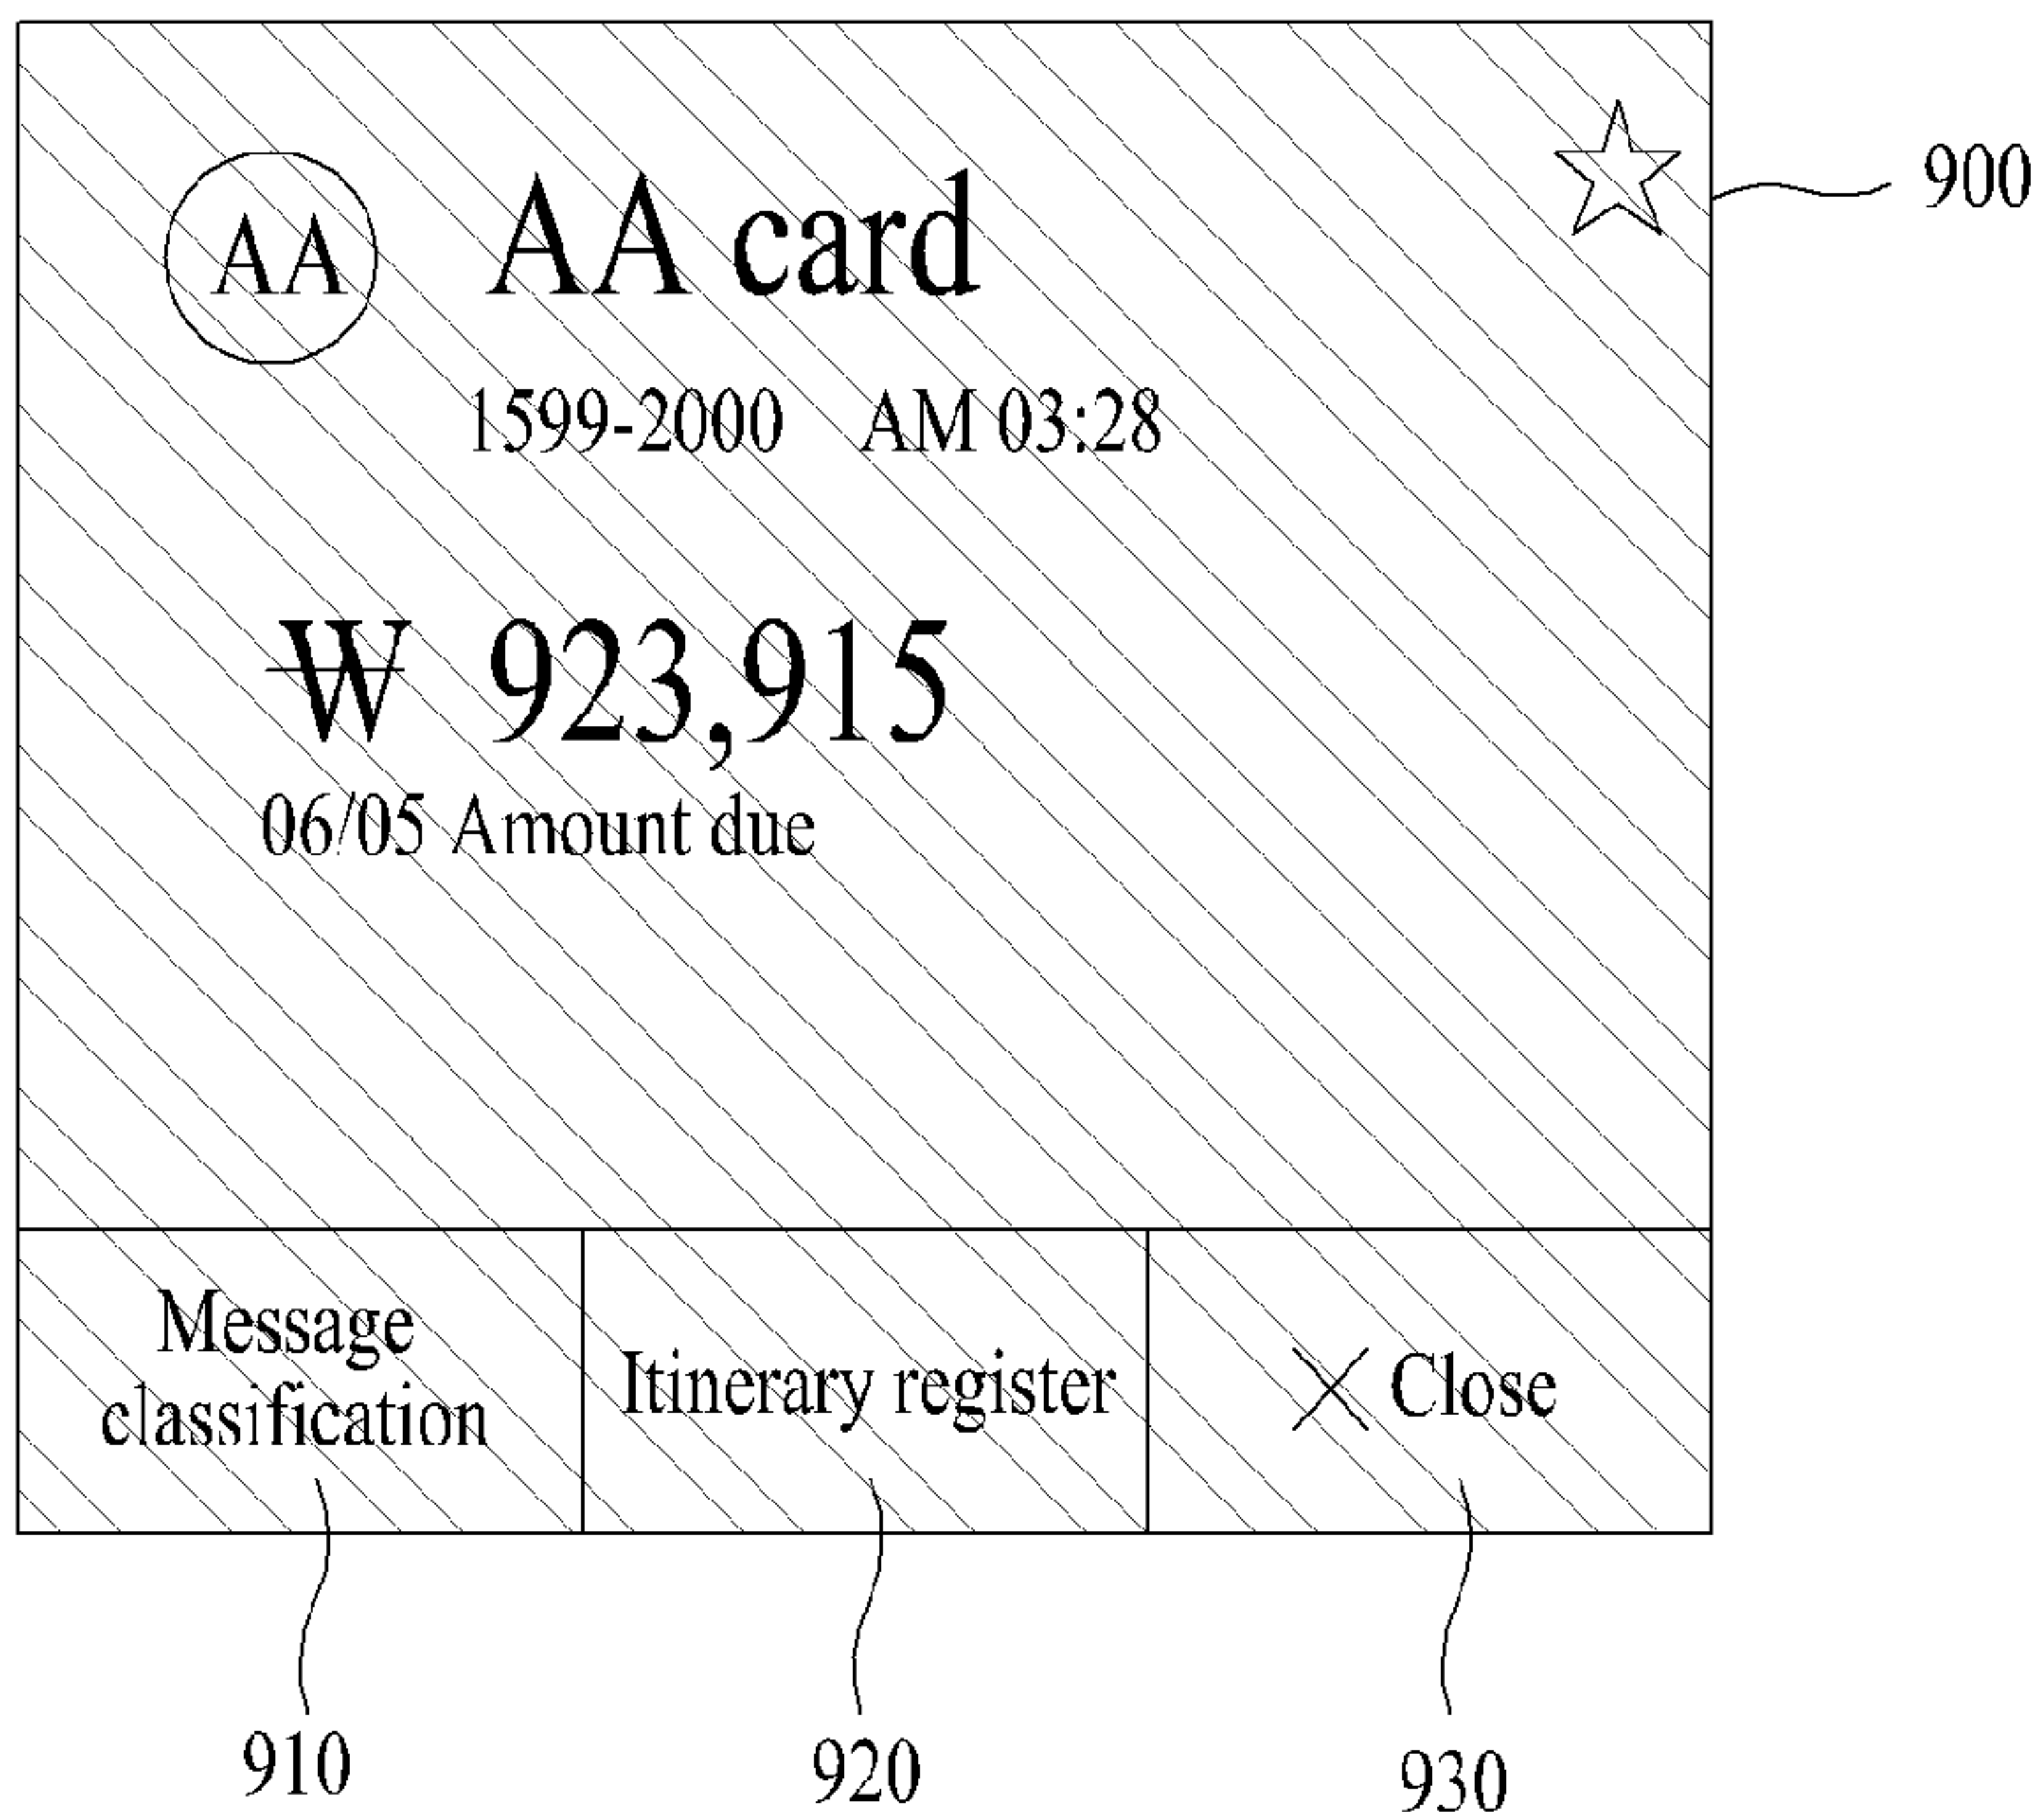 AA AA card
900
1599-2000 AM 03:28
₩ 923,915
06/05 Amount due
Message
classification
Itinerary register
Close
910
920
930